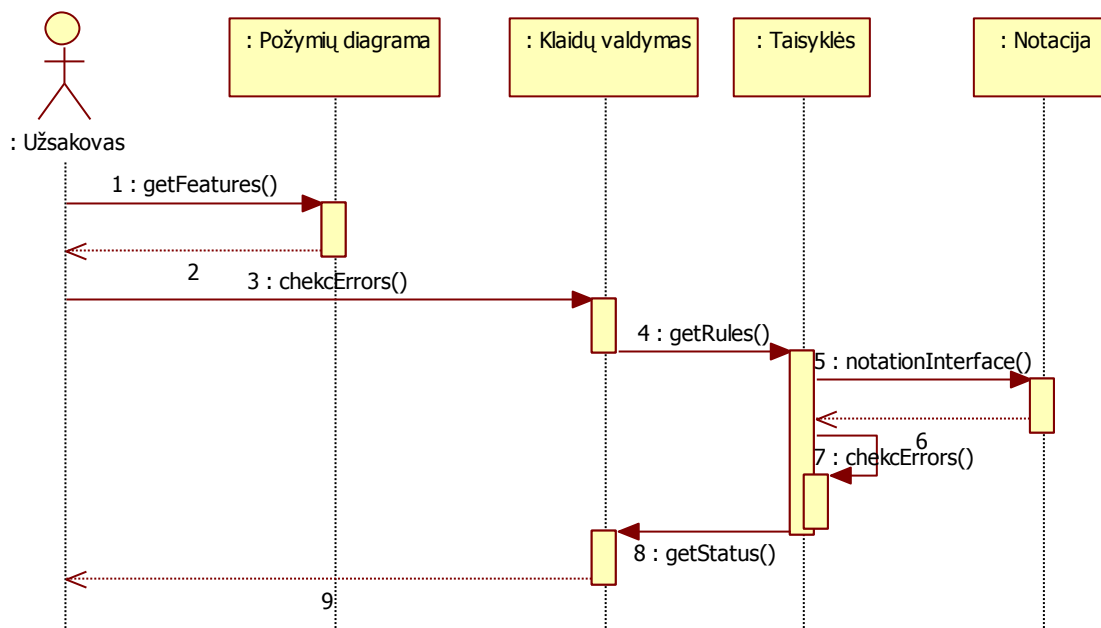 : Požymių diagrama
: Klaidų valdymas
: Taisyklės
: Notacija
: Užsakovas
1 : getFeatures()
2
3 : chekcErrors()
4 : getRules()
5 : notationInterface()
6
7 : chekcErrors()
8 : getStatus()
9